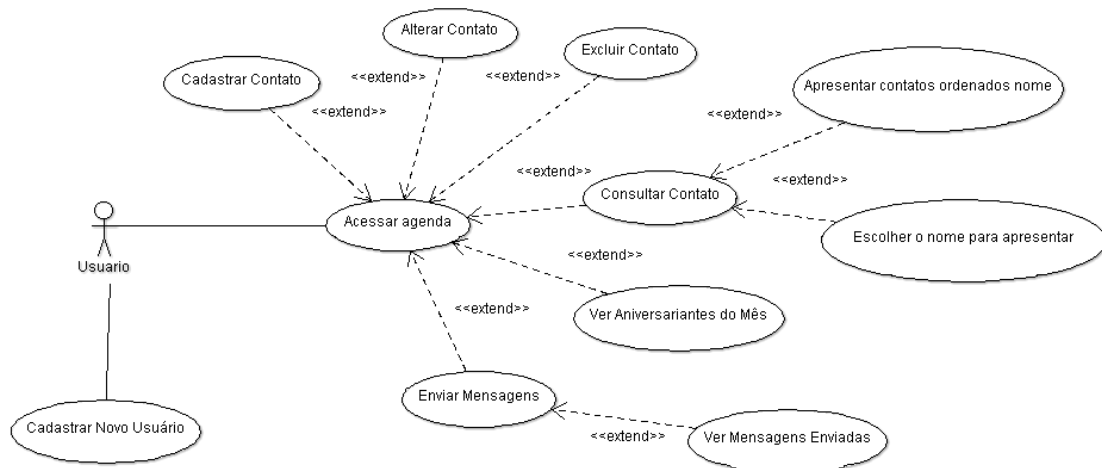 Alterar Contato
Excluir Contato
Cadastrar Contato
<<extend>>
<<extend>>
<<extend>>
Apresentar contatos ordenados nome
<<extend>>
<<extend>>
Consultar Contato
<<extend>>
Acessar agenda
Escolher o nome para apresentar
Usuario
<<extend>>
<<extend>>
Ver Aniversariantes do Mês
Enviar Mensagens
Cadastrar Novo Usuário
<<extend>>
Ver Mensagens Enviadas